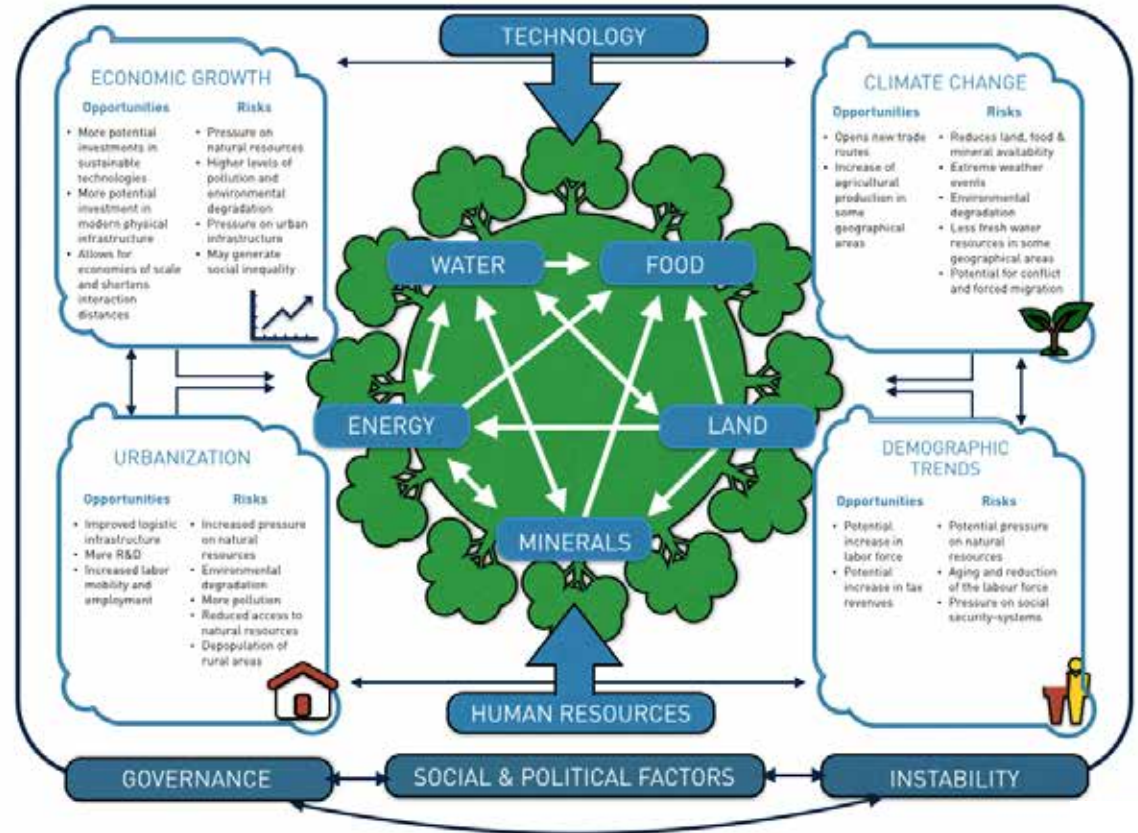 TECHNOLOGY
ECONOMIC GROWTH
Opportunities
• More potential
investments in
sustainable
technologies
• More potential
investment in
modern physical
infrastructure
• Allows for
economies of scale
and shortens
interaction
distances
Risks
• Pressure on
natural resources
• Higher levels of
pollution and
environmental
degradation
• Pressure on urban
infrastructure
• May generate
social inequality
CLIMATE CHANGE
Opportunities
• Opens new trade
routes
• Increase of
agricultural
production in
some
geographical
areas
Risks
• Reduces land, food &
mineral availability
• Extreme weather
events
• Environmental
degradation
• Less fresh water
resources in some
geographical areas
• Potential for conflict
and forced migration
WATER
FOOD
ENERGY
LAND
MINERALS
URBANIZATION
Opportunities
• Improved logistic
infrastructure
• More R&D
• Increased labor
mobility and
employment
Risks
• Increased pressure
on natural
resources
• Environmental
degradation
• More pollution
• Reduced access to
natural resources
• Depopulation of
rural areas
DEMOGRAPHIC
TRENDS
Opportunities
• Potential
increase in
labor force
• Potential
increase in tax
revenues
Risks
• Potential pressure
on natural
resources
• Aging and reduction
of the labour force
• Pressure on social
security-systems
HUMAN RESOURCES
GOVERNANCE
SOCIAL & POLITICAL FACTORS
INSTABILITY